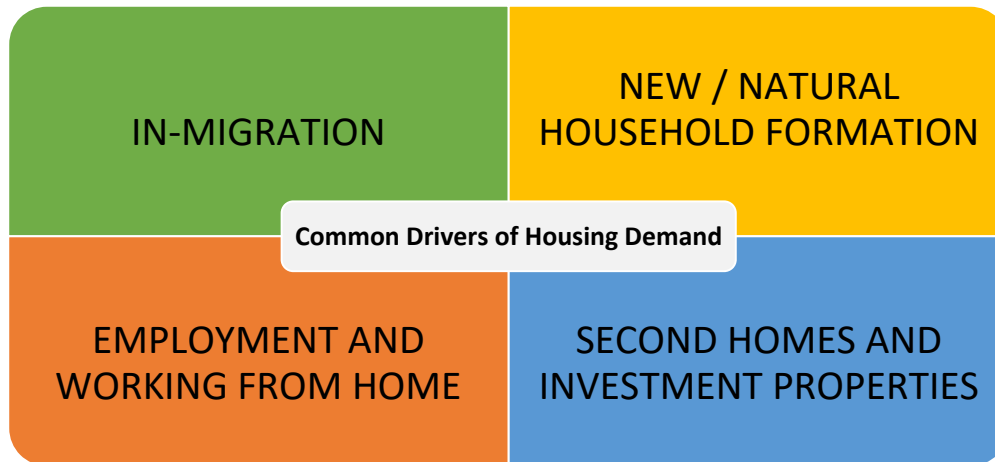 IN-MIGRATION
NEW / NATURAL
HOUSEHOLD FORMATION
Common Drivers of Housing Demand
EMPLOYMENT AND
WORKING FROM HOME
SECOND HOMES AND
INVESTMENT PROPERTIES